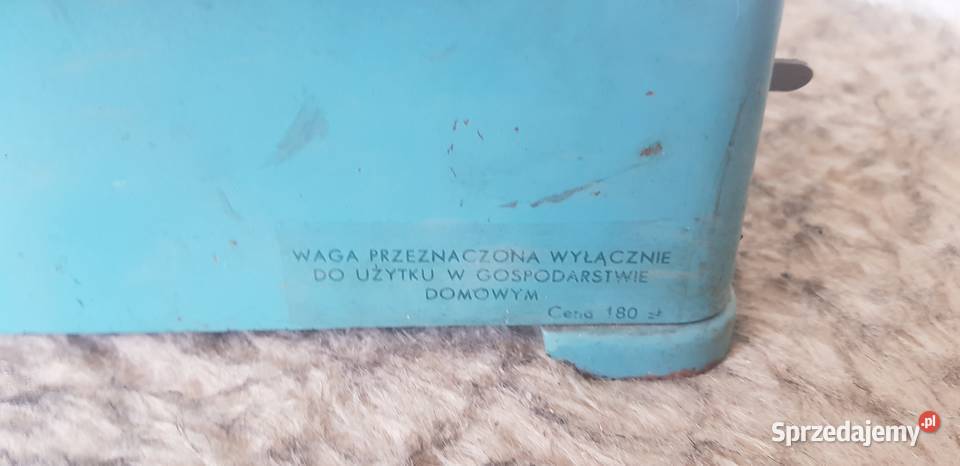 WAGA PRZEZNACZONA WYŁĄCZNIE
DO UŻYTKU W GOSPODARSTWIE
DOMOWYM
Cena 180 zł
Sprzedajemy.pl